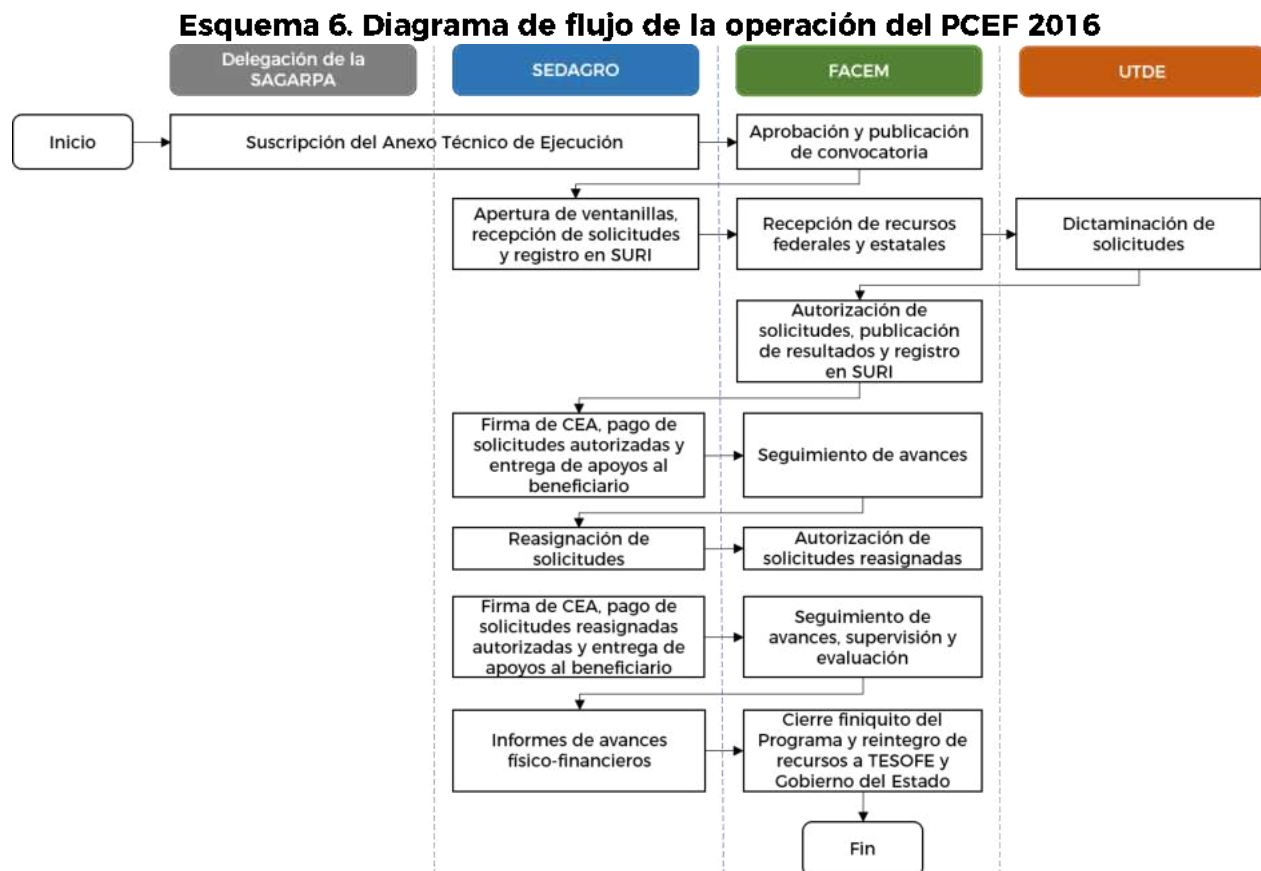 Esquema 6. Diagrama de flujo de la operación del PCEF 2016
Delegación de la
SAGARPA
SEDAGRO
FACEM
UTDE
Inicio
Suscripción del Anexo Técnico de Ejecución
Aprobación y publicación
de convocatoria
Apertura de ventanillas,
recepción de solicitudes
y registro en SURI
Recepción de recursos
federales y estatales
Dictaminación de
solicitudes
Autorización de
solicitudes, publicación
de resultados y registro
en SURI
Firma de CEA, pago de
solicitudes autorizadas y
entrega de apoyos al
beneficiario
Seguimiento de avances
Reasignación de
solicitudes
Autorización de
solicitudes reasignadas
Firma de CEA, pago de
solicitudes reasignadas
autorizadas y entrega de
apoyos al beneficiario
Seguimiento de
avances, supervisión y
evaluación
Informes de avances
físico-financieros
Cierre finiquito del
Programa y reintegro de
recursos a TESOFE y
Gobierno del Estado
Fin